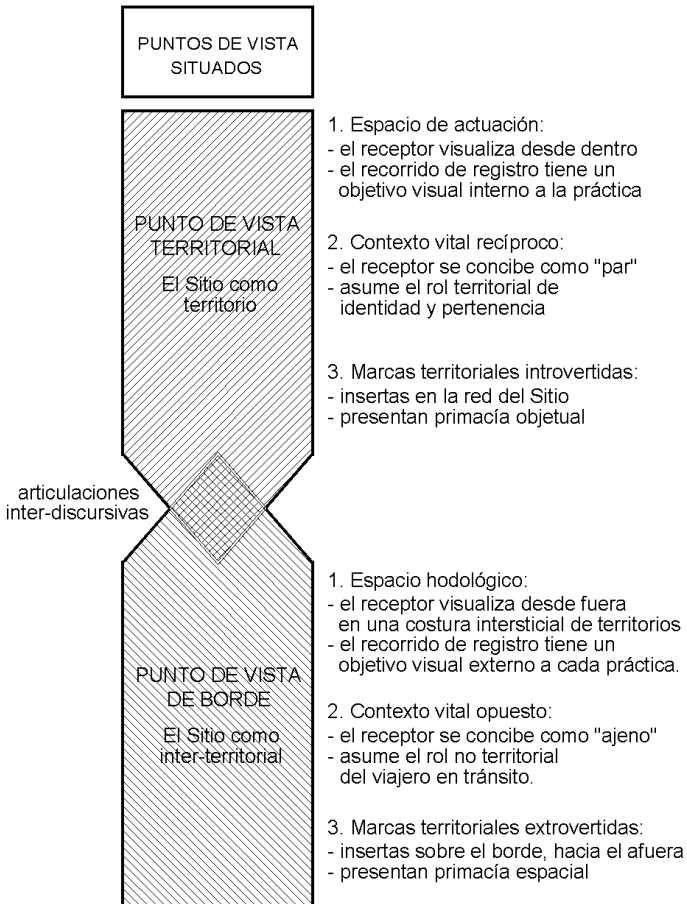 PUNTOS DE VISTA
SITUADOS
PUNTO DE VISTA
TERRITORIAL
El Sitio como
territorio
1. Espacio de actuación:
- el receptor visualiza desde dentro
- el recorrido de registro tiene un
objetivo visual interno a la práctica
2. Contexto vital recíproco:
- el receptor se concibe como "par"
- asume el rol territorial de
identidad y pertenencia
3. Marcas territoriales introvertidas:
- insertas en la red del Sitio
- presentan primacía objetual
articulaciones
inter-discursivas
PUNTO DE VISTA
DE BORDE
El Sitio como
inter-territorial
1. Espacio hodológico:
- el receptor visualiza desde fuera
en una costura intersticial de territorios
- el recorrido de registro tiene un
objetivo visual externo a cada práctica.
2. Contexto vital opuesto:
- el receptor se concibe como "ajeno"
- asume el rol no territorial
del viajero en tránsito.
3. Marcas territoriales extrovertidas:
- insertas sobre el borde, hacia el afuera
- presentan primacía espacial